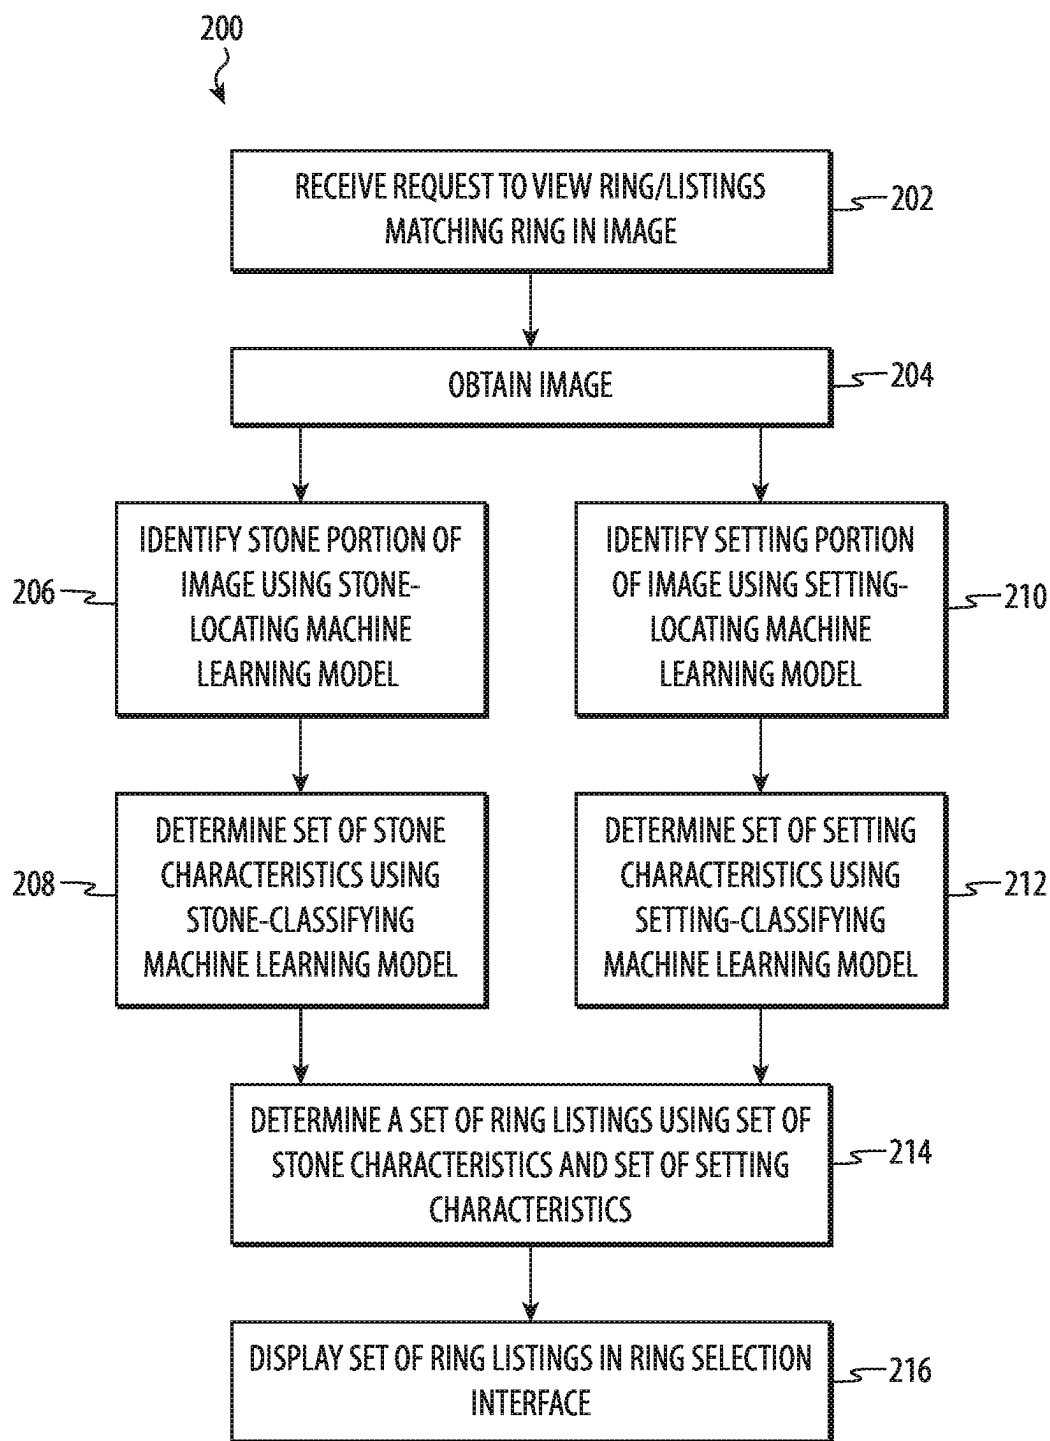 200
RECEIVE REQUEST TO VIEW RING/LISTINGS
MATCHING RING IN IMAGE
202
OBTAIN IMAGE
204
IDENTIFY STONE PORTION OF
IMAGE USING STONE-
LOCATING MACHINE
LEARNING MODEL
206
IDENTIFY SETTING PORTION
OF IMAGE USING SETTING-
LOCATING MACHINE
LEARNING MODEL
210
DETERMINE SET OF STONE
CHARACTERISTICS USING
STONE-CLASSIFYING
MACHINE LEARNING MODEL
208
DETERMINE SET OF SETTING
CHARACTERISTICS USING
SETTING-CLASSIFYING
MACHINE LEARNING MODEL
212
DETERMINE A SET OF RING LISTINGS USING SET OF
STONE CHARACTERISTICS AND SET OF SETTING
CHARACTERISTICS
214
DISPLAY SET OF RING LISTINGS IN RING SELECTION
INTERFACE
216